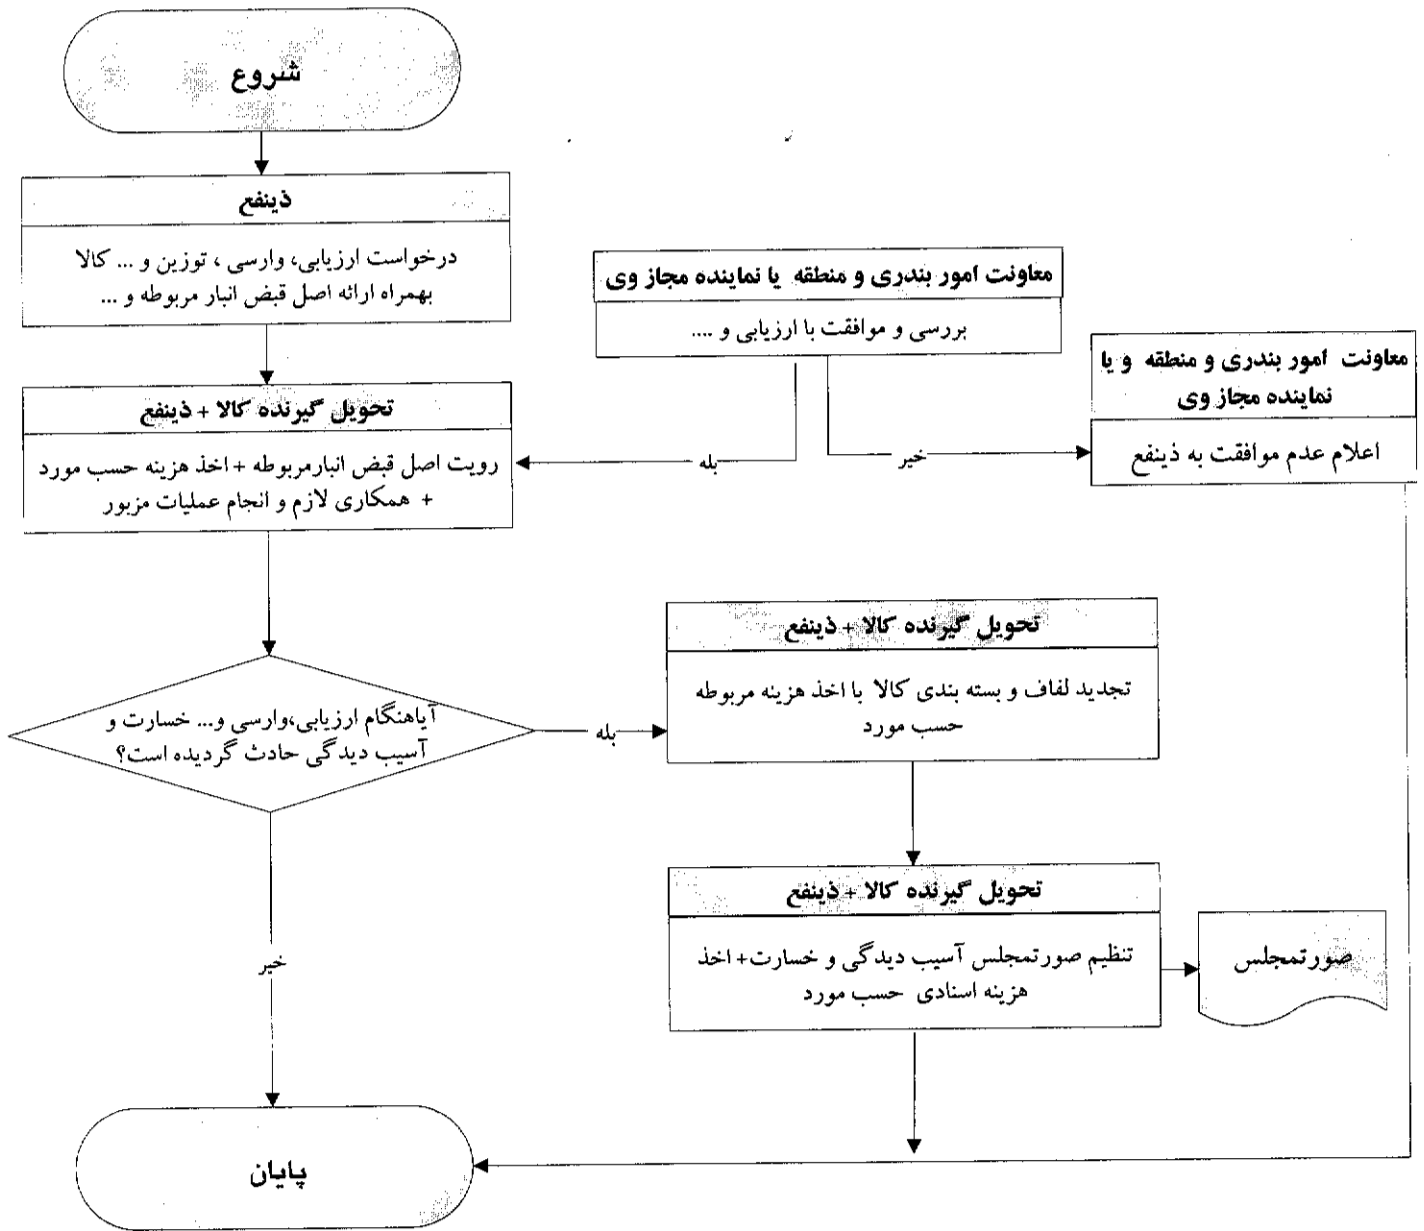 شروع
ذینفع
درخواست ارزیابی، وارسی ، توزین و ... کالا
بهمراه ارائه اصل قبض انبار مربوطه و ...
معاونت امور بندری و منطقه یا نماینده مجاز وی
بررسی و موافقت با ارزیابی و ....
معاونت امور بندری و منطقه و یا
نماینده مجاز وی
اعلام عدم موافقت به ذینفع
تحویل گیرنده کالا + ذینفع
رویت اصل قبض انبارمربوطه + اخذ هزینه حسب مورد
+ همکاری لازم و انجام عملیات مزبور
بله
خیر
تحویل گیرنده کالا + ذینفع
تجدید لفاف و بسته بندی کالا با اخذ هزینه مربوطه
حسب مورد
آیاهنگام ارزیابی،وارسی و... خسارت و
آسیب دیدگی حادث گردیده است؟
بله
تحویل گیرنده کالا + ذینفع
تنظیم صورتمجلس آسیب دیدگی و خسارت+ اخذ
هزینه اسنادی حسب مورد
صورتمجلس
خیر
پایان